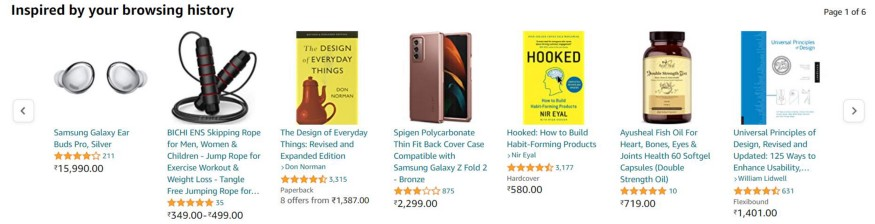 Inspired by your browsing history
Page 1 of 6
The DESIGN
of EVERYDAY
THINGS
DON
NORMAN
HOOKED
How to Build
Habit-Forming Products
NIR EYAL
Double Strength
Universal Principles
of Design
Samsung Galaxy Ear
Buds Pro, Silver
211
₹15,990.00
BICHI ENS Skipping Rope
for Men, Women &
Children - Jump Rope for
Exercise Workout &
Weight Loss - Tangle
Free Jumping Rope for...
35
₹349.00-₹499.00
The Design of Everyday
Things: Revised and
Expanded Edition
›Don Norman
3,315
Paperback
8 offers from ₹1,387.00
Spigen Polycarbonate
Thin Fit Back Cover Case
Compatible with
Samsung Galaxy Z Fold 2
- Bronze
875
₹2,299.00
Hooked: How to Build
Habit-Forming Products
›Nir Eyal
3,177
Hardcover
₹580.00
Ayusheal Fish Oil For
Heart, Bones, Eyes &
Joints Health 60 Softgel
Capsules (Double
Strength Oil)
10
₹719.00
Universal Principles of
Design, Revised and
Updated: 125 Ways to
Enhance Usability,...
›William Lidwell
631
Flexibound
₹1,401.00